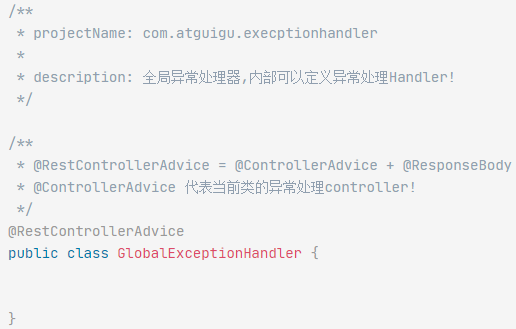 /**
 * projectName: com.atguigu.execptionhandler
 *
 * description: 全局异常处理器,内部可以定义异常处理Handler!
 */
/**
 * @RestControllerAdvice = @ControllerAdvice + @ResponseBody
 * @ControllerAdvice 代表当前类的异常处理controller!
 */
@RestControllerAdvice
public class GlobalExceptionHandler {
}